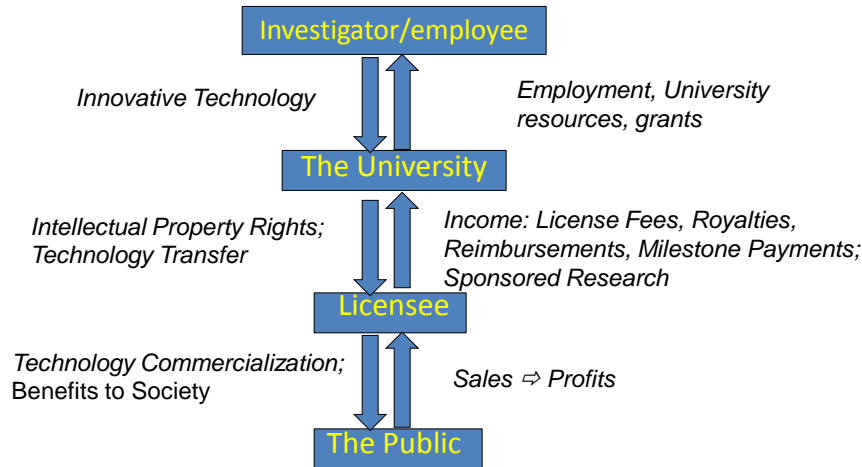 Investigator/employee
Innovative Technology
Employment, University
resources, grants
The University
Intellectual Property Rights;
Technology Transfer
Income: License Fees, Royalties,
Reimbursements, Milestone Payments;
Sponsored Research
Licensee
Technology Commercialization;
Benefits to Society
Sales ⇨ Profits
The Public